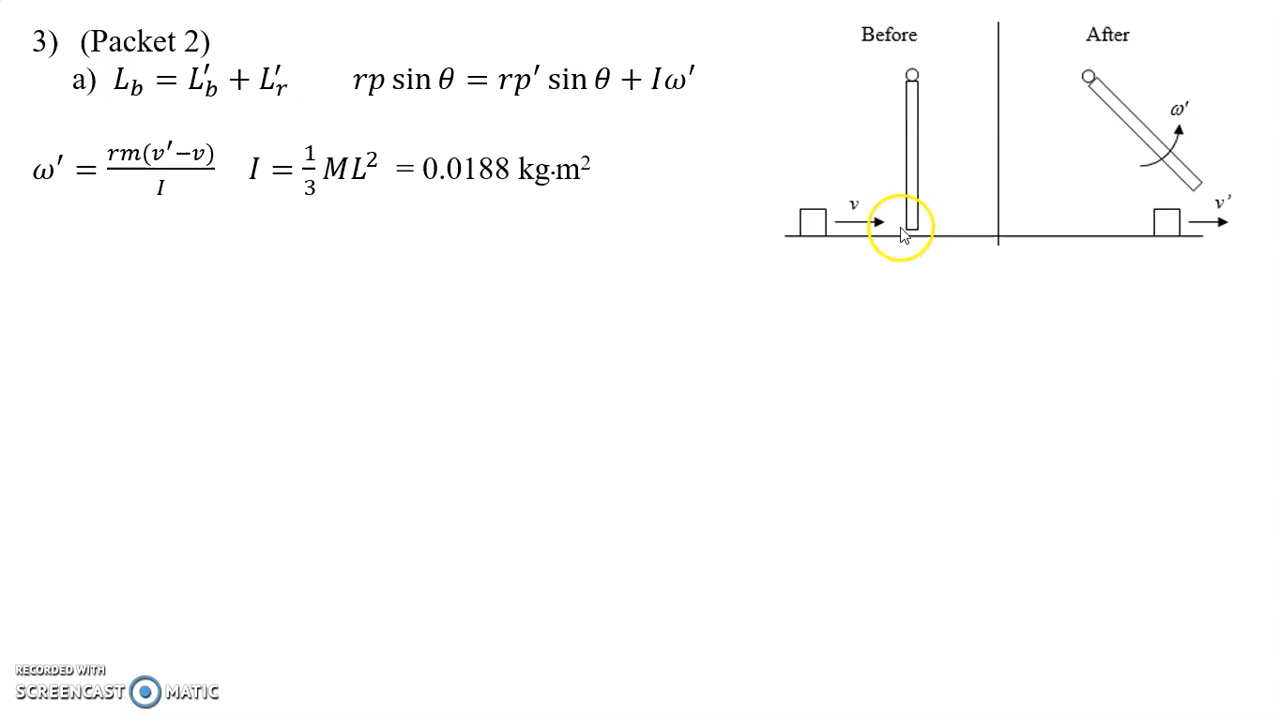 3) (Packet 2)
a) L_b = L'_b + L'_r     rp sin θ = rp′ sin θ + Iω′
ω′ = rm(v′−v)/I     I = 1/3 ML² = 0.0188 kg·m²
Before
After
v
ω'
v'
RECORDED WITH
SCREENCAST MATIC